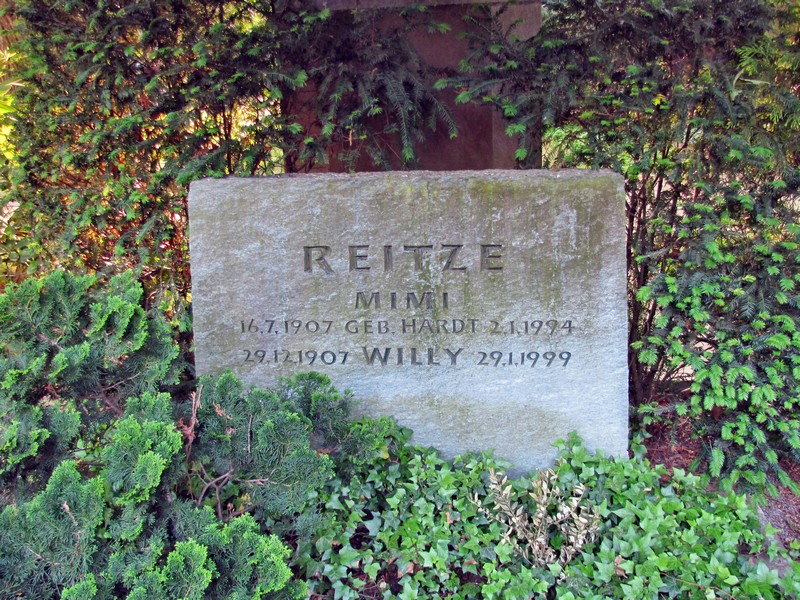 REITZE
MIMI
16.7.1907 GEB. HARDT 2.1.1994
29.12.1907 WILLY 29.1.1999